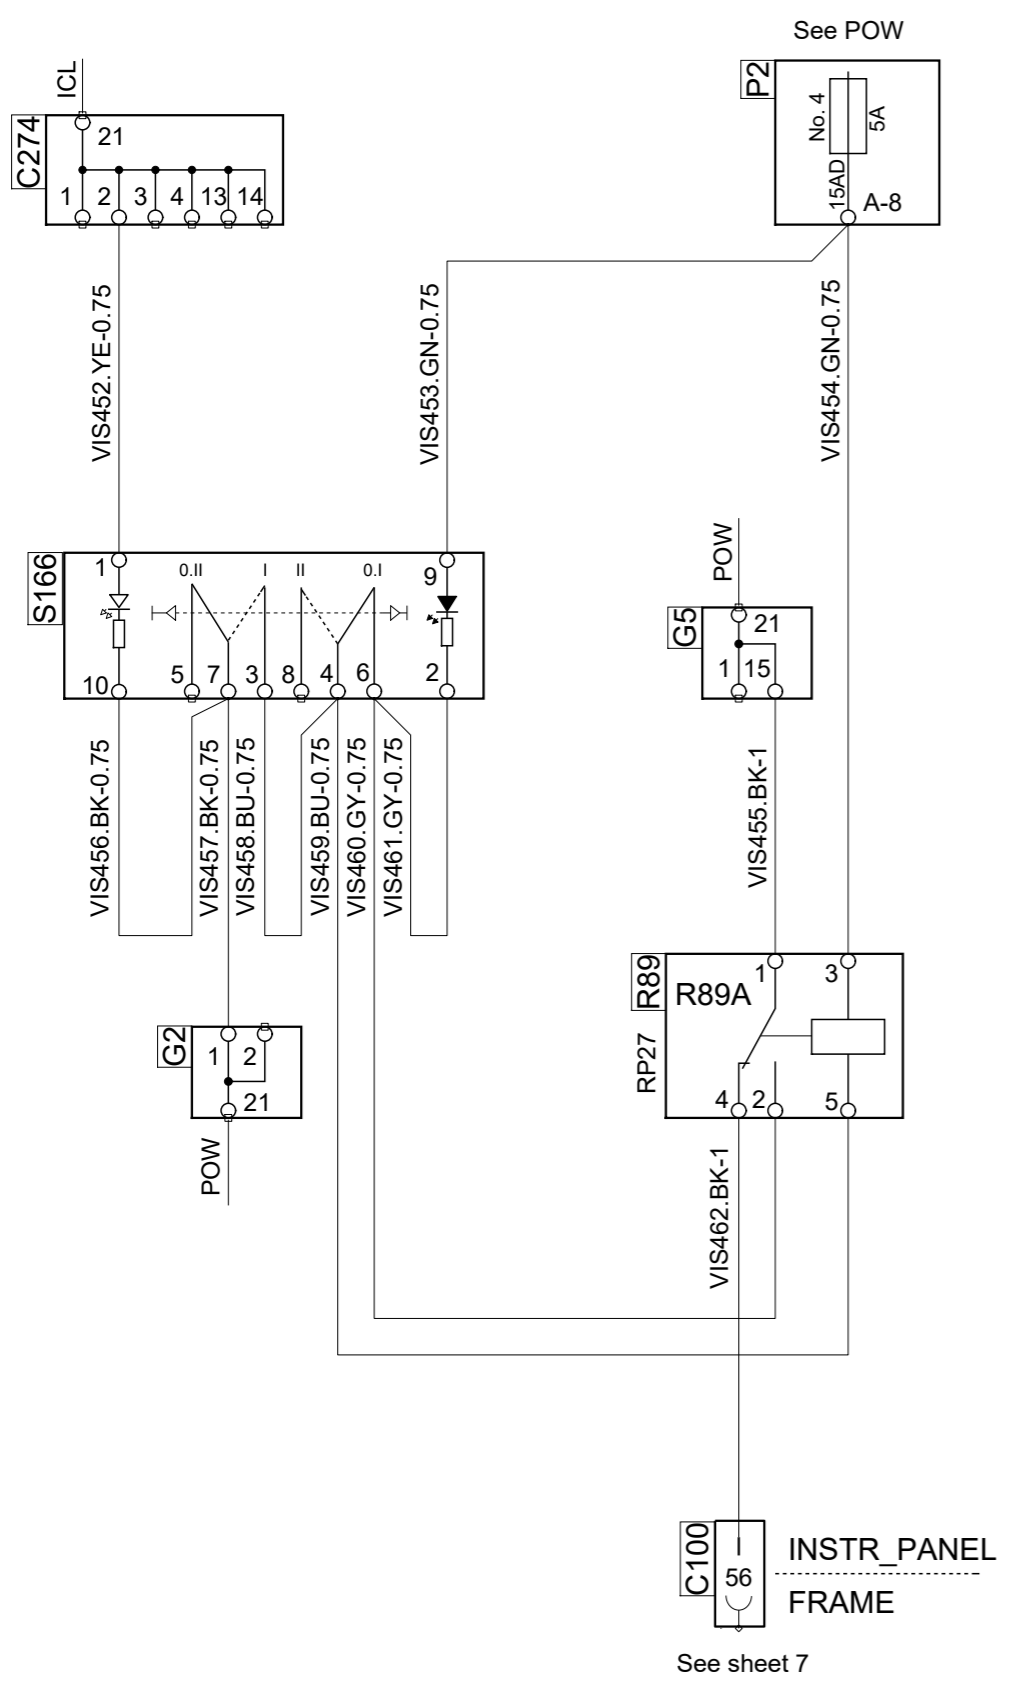 See POW
ICL
C274
21
1 2 3 4 13 14
P2
No. 4
5A
15AD
A-8
VIS452.YE-0.75
VIS453.GN-0.75
VIS454.GN-0.75
S166
1 0.II I II 0.I 9
10 5 7 3 8 4 6 2
POW
G5
21
1 15
VIS456.BK-0.75
VIS457.BK-0.75
VIS458.BU-0.75
VIS459.BU-0.75
VIS460.GY-0.75
VIS461.GY-0.75
VIS455.BK-1
R89
R89A
RP27
1 3
4 2 5
G2
1 2
21
POW
VIS462.BK-1
C100
56
INSTR_PANEL
FRAME
See sheet 7